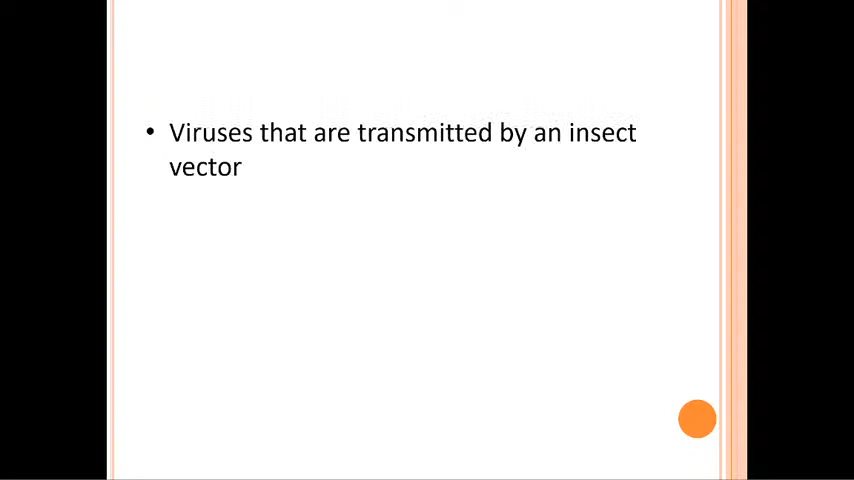 • Viruses that are transmitted by an insect
vector